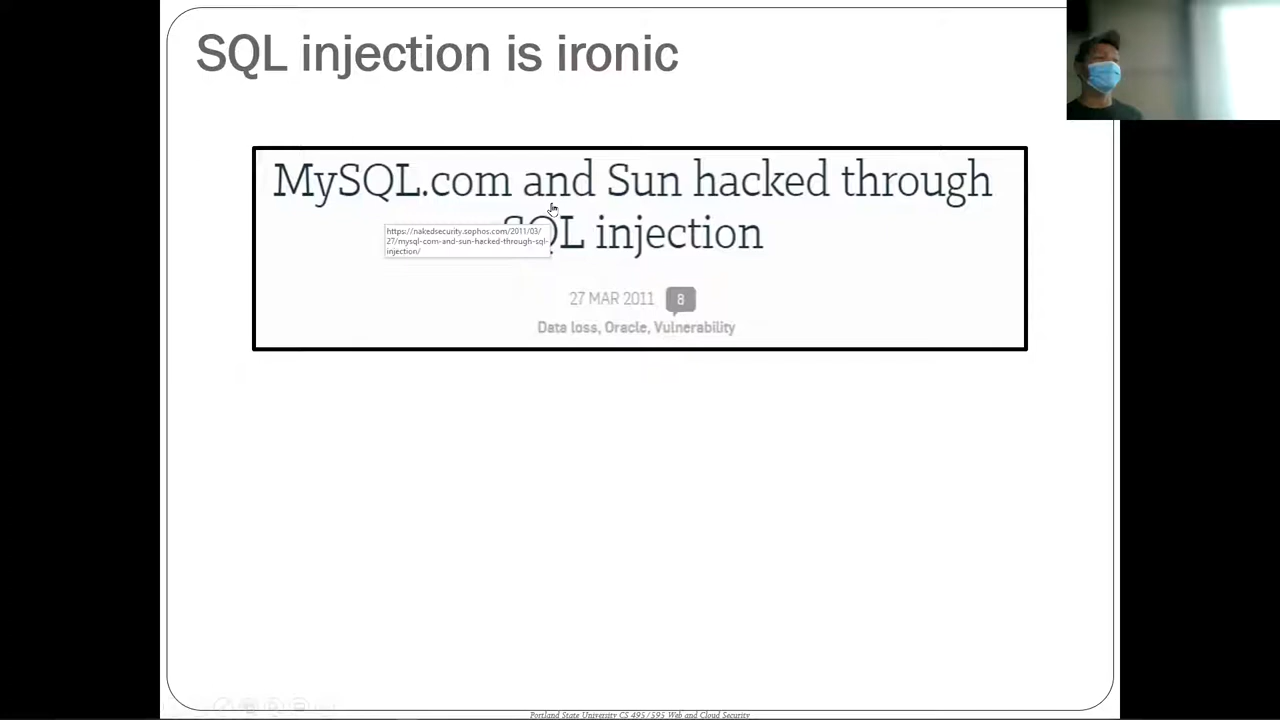 SQL injection is ironic
MySQL.com and Sun hacked through
SQL injection
https://nakedsecurity.sophos.com/2011/03/
27/mysql-com-and-sun-hacked-through-sql-
injection/
27 MAR 2011 8
Data loss, Oracle, Vulnerability
Portland State University CS 495/595 Web and Cloud Security